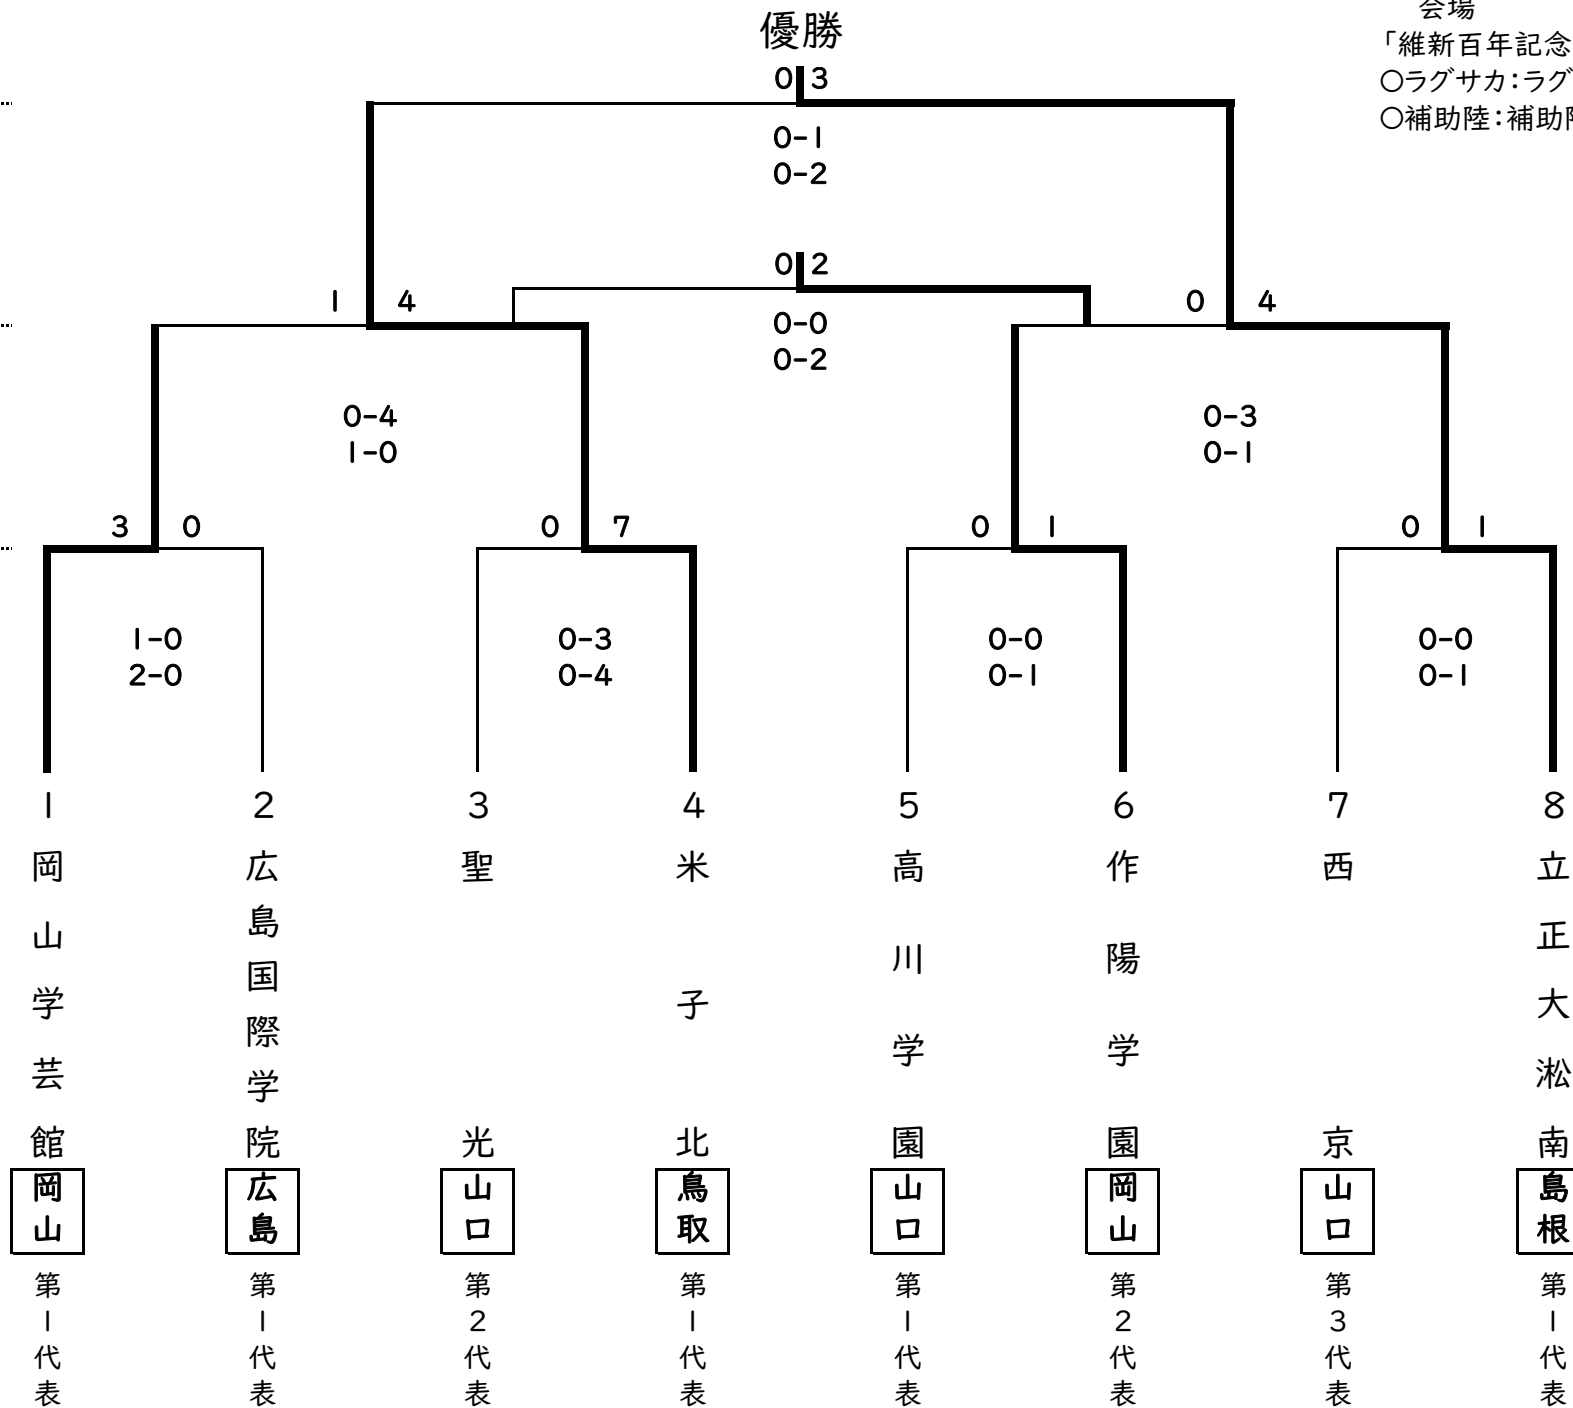 優勝
会場
「維新百年記念
○ラグサカ：ラグ
○補助陸：補助
0 3
0-1
0-2
0 2
0-0
0-2
1 4
0 4
0-4
1-0
0-3
0-1
3 0
0 7
0 1
0 1
1-0
2-0
0-3
0-4
0-0
0-1
0-0
0-1
1
岡山学芸館
岡山
第1代表
2
広島国際学院
広島
第1代表
3
聖光
山口
第2代表
4
米子北
鳥取
第1代表
5
高川学園
山口
第1代表
6
作陽学園
岡山
第2代表
7
西京
山口
第3代表
8
立正大淞南
島根
第1代表